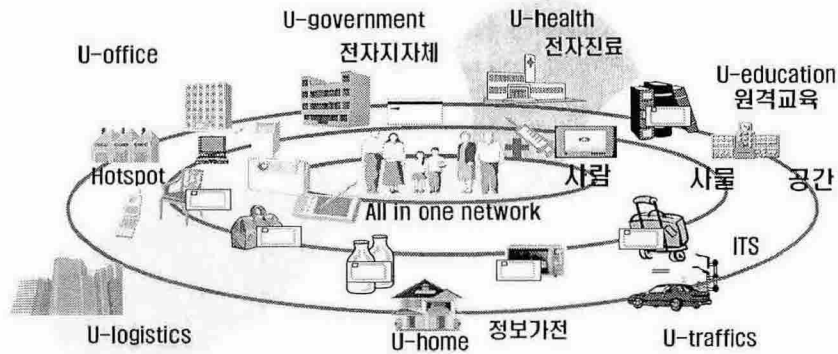 U-government
전자지자체
U-health
전자진료
U-office
U-education
원격교육
Hotspot
사람
사물
공간
All in one network
ITS
U-logistics
U-home
정보가전
U-traffics